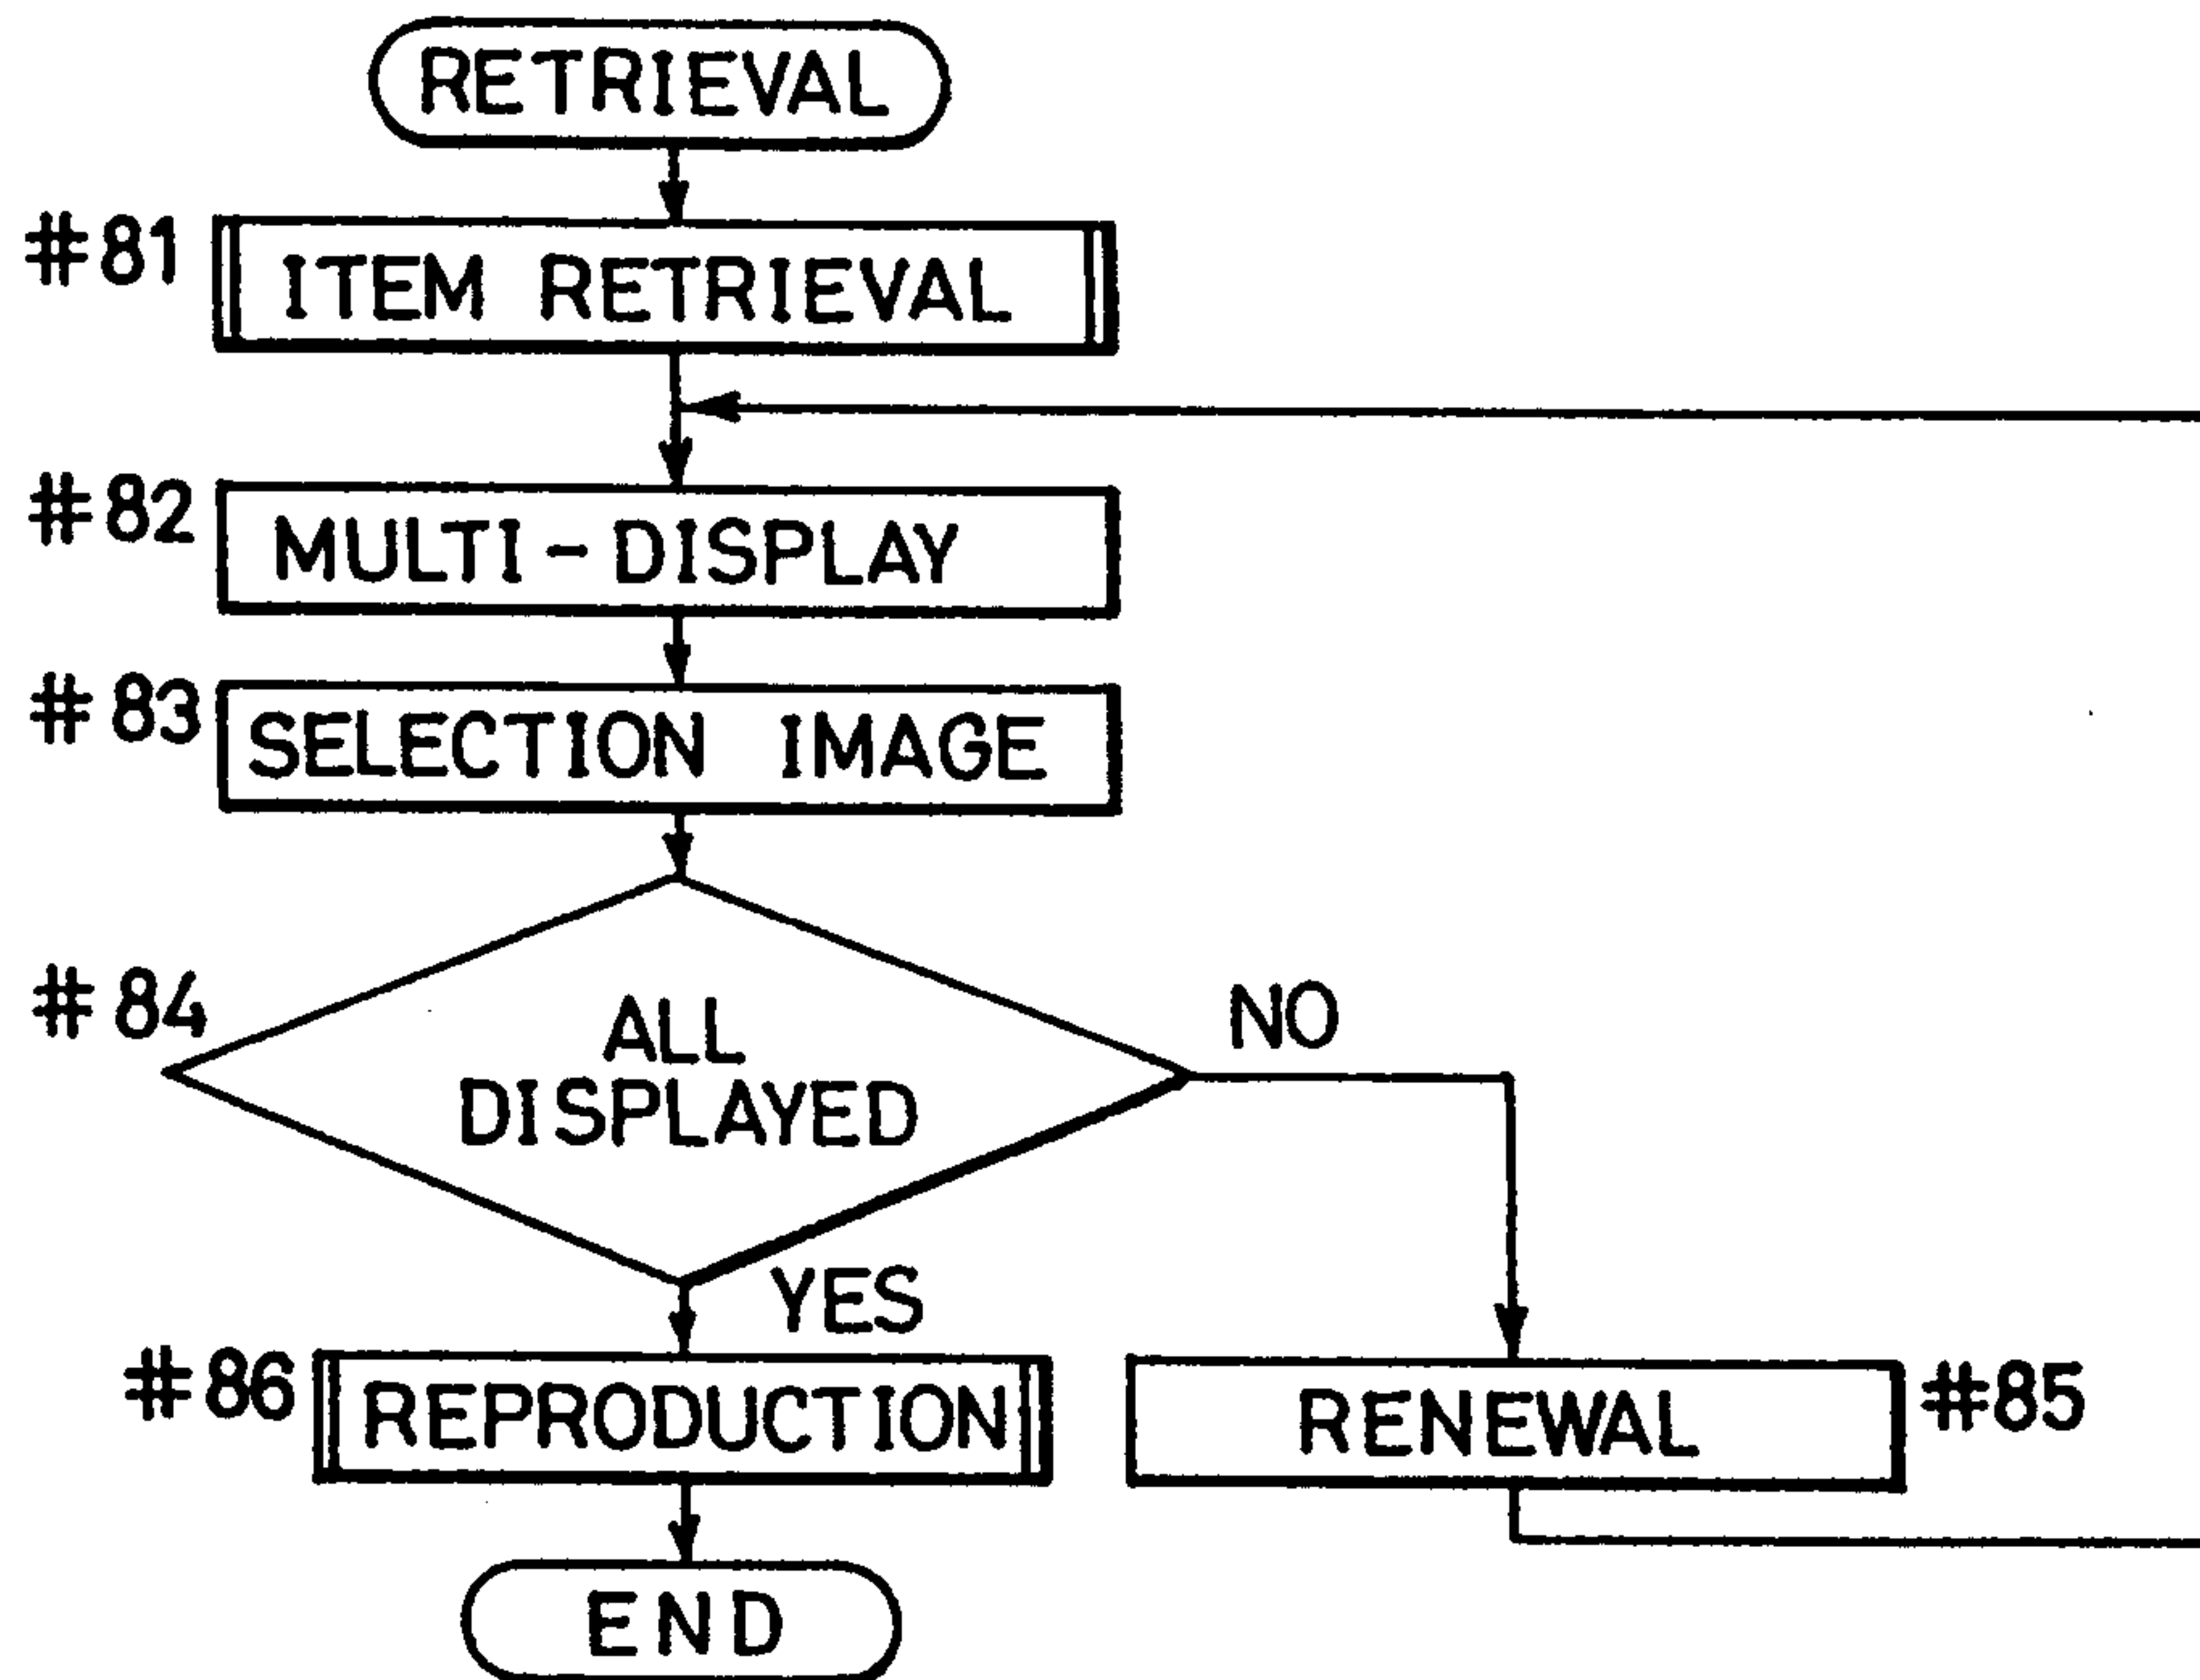 RETRIEVAL
#81
ITEM RETRIEVAL
#82
MULTI-DISPLAY
#83
SELECTION IMAGE
#84
ALL
DISPLAYED
NO
YES
#86
REPRODUCTION
RENEWAL
#85
END